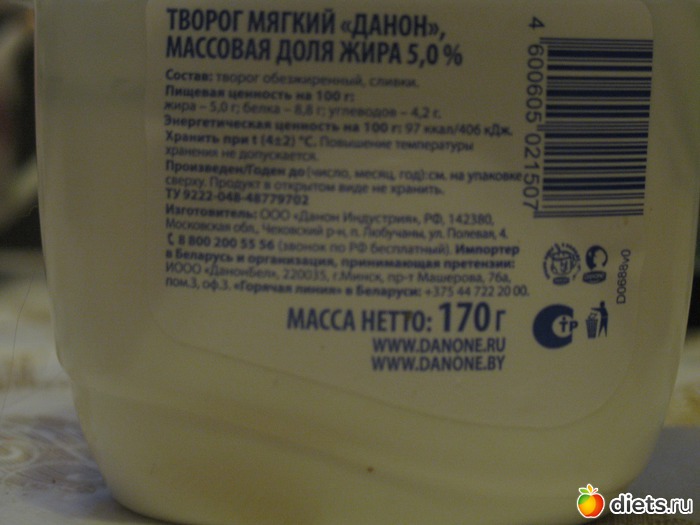 ТВОРОГ МЯГКИЙ «ДАНОН»,
МАССОВАЯ ДОЛЯ ЖИРА 5,0 %
Состав: творог обезжиренный, сливки.
Пищевая ценность на 100 г:
жира – 5,0 г; белка – 8,8 г; углеводов – 4,2 г.
Энергетическая ценность на 100 г: 97 ккал/406 кДж.
Хранить при t (4±2) °C. Повышение температуры
хранения не допускается.
Произведен/Годен до (число, месяц, год):см. на упаковке
сверху. Продукт в открытом виде не хранить.
ТУ 9222-048-48779702
Изготовитель: ООО «Данон Индустрия», РФ, 142380,
Московская обл., Чеховский р-н, п. Любучаны, ул. Полевая, 4.
8 800 200 55 56 (звонок по РФ бесплатный). Импортер
в Беларусь и организация, принимающая претензии:
ИООО «ДанонБел», 220035, г.Минск, пр-т Машерова, 76а,
пом.3, оф.3. «Горячая линия» в Беларуси: +375 44 722 20 00.
МАССА НЕТТО: 170 г
WWW.DANONE.RU
WWW.DANONE.BY
4 600605 021507
D0688v0
diets.ru